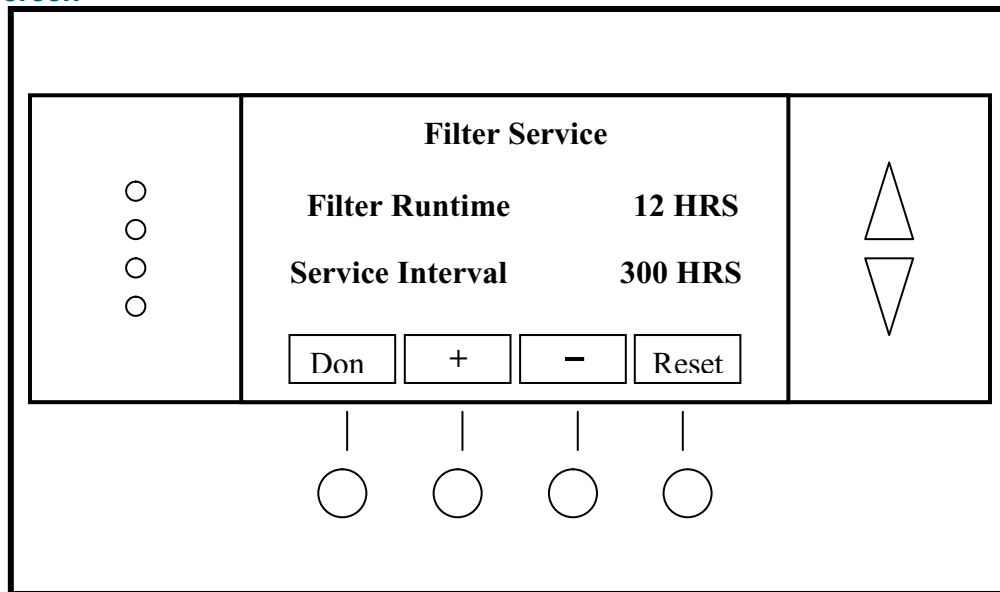 Filter Service
Filter Runtime 12 HRS
Service Interval 300 HRS
Don + − Reset